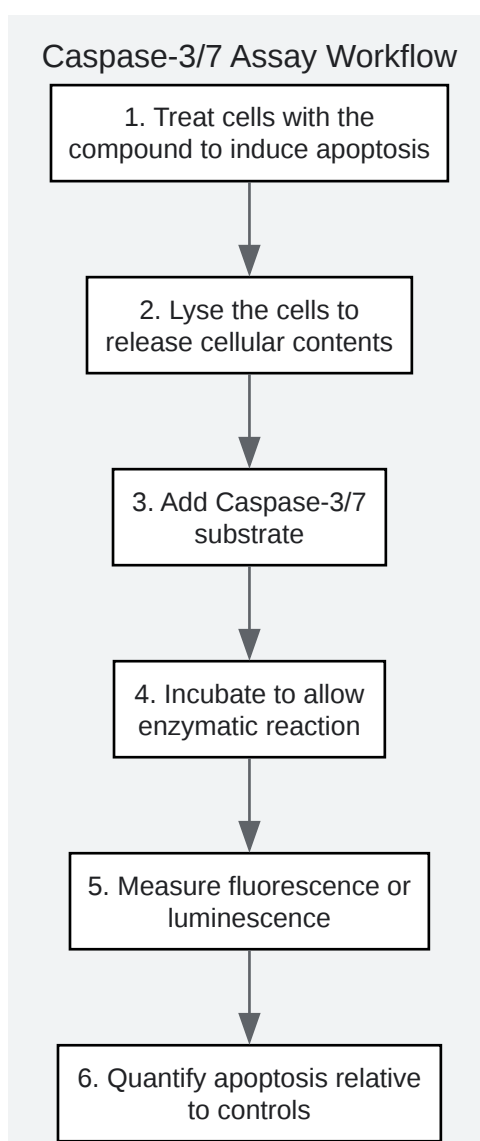 Caspase-3/7 Assay Workflow
1. Treat cells with the
compound to induce apoptosis
2. Lyse the cells to
release cellular contents
3. Add Caspase-3/7
substrate
4. Incubate to allow
enzymatic reaction
5. Measure fluorescence or
luminescence
6. Quantify apoptosis relative
to controls